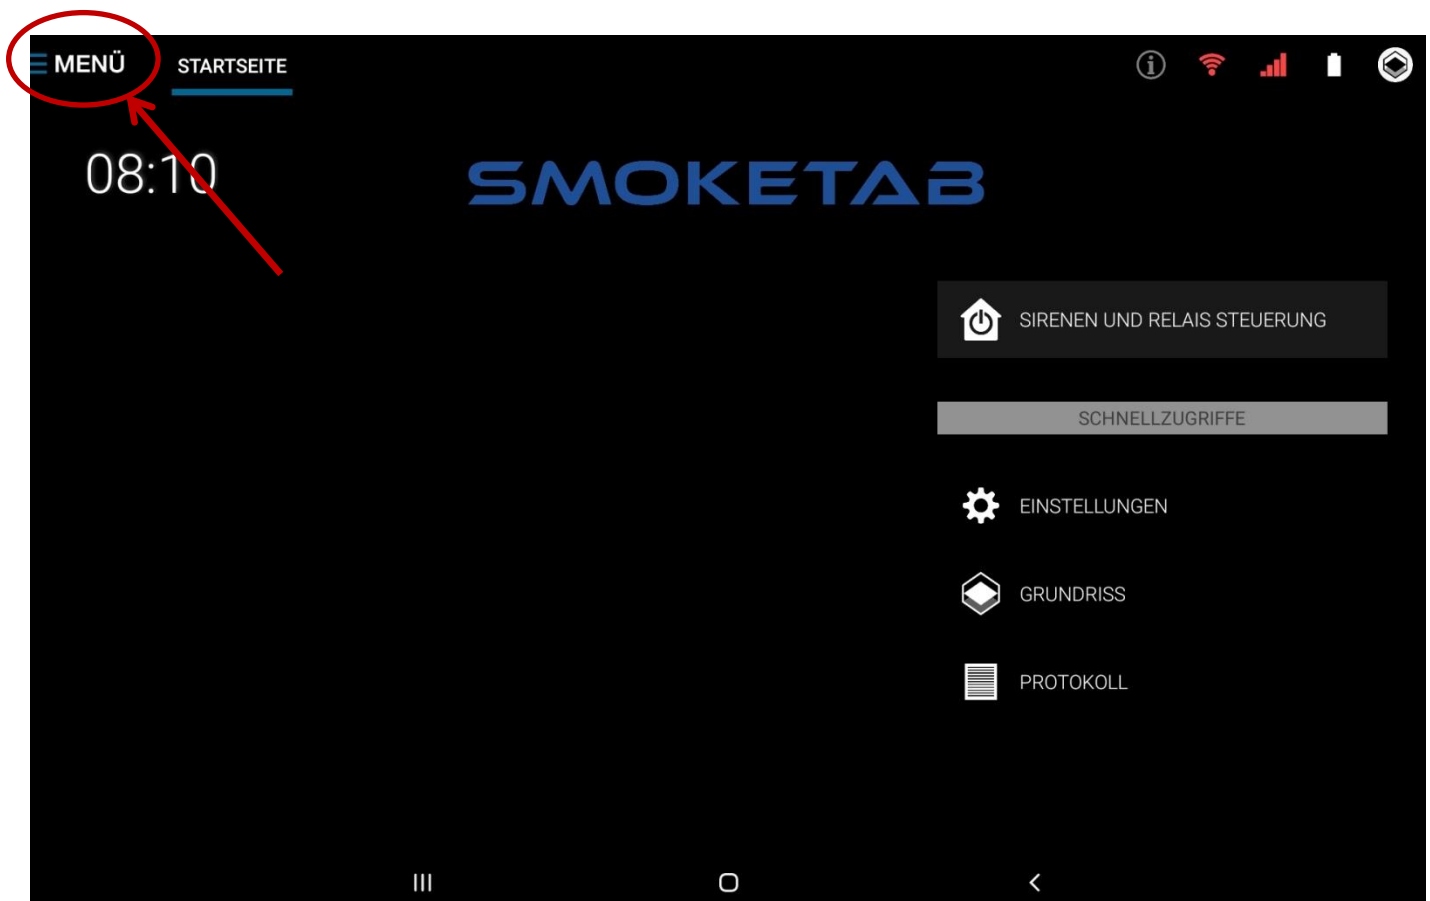 MENÜ
STARTSEITE
08:10
SMOKETAB
SIRENEN UND RELAIS STEUERUNG
SCHNELLZUGRIFFE
EINSTELLUNGEN
GRUNDRISS
PROTOKOLL